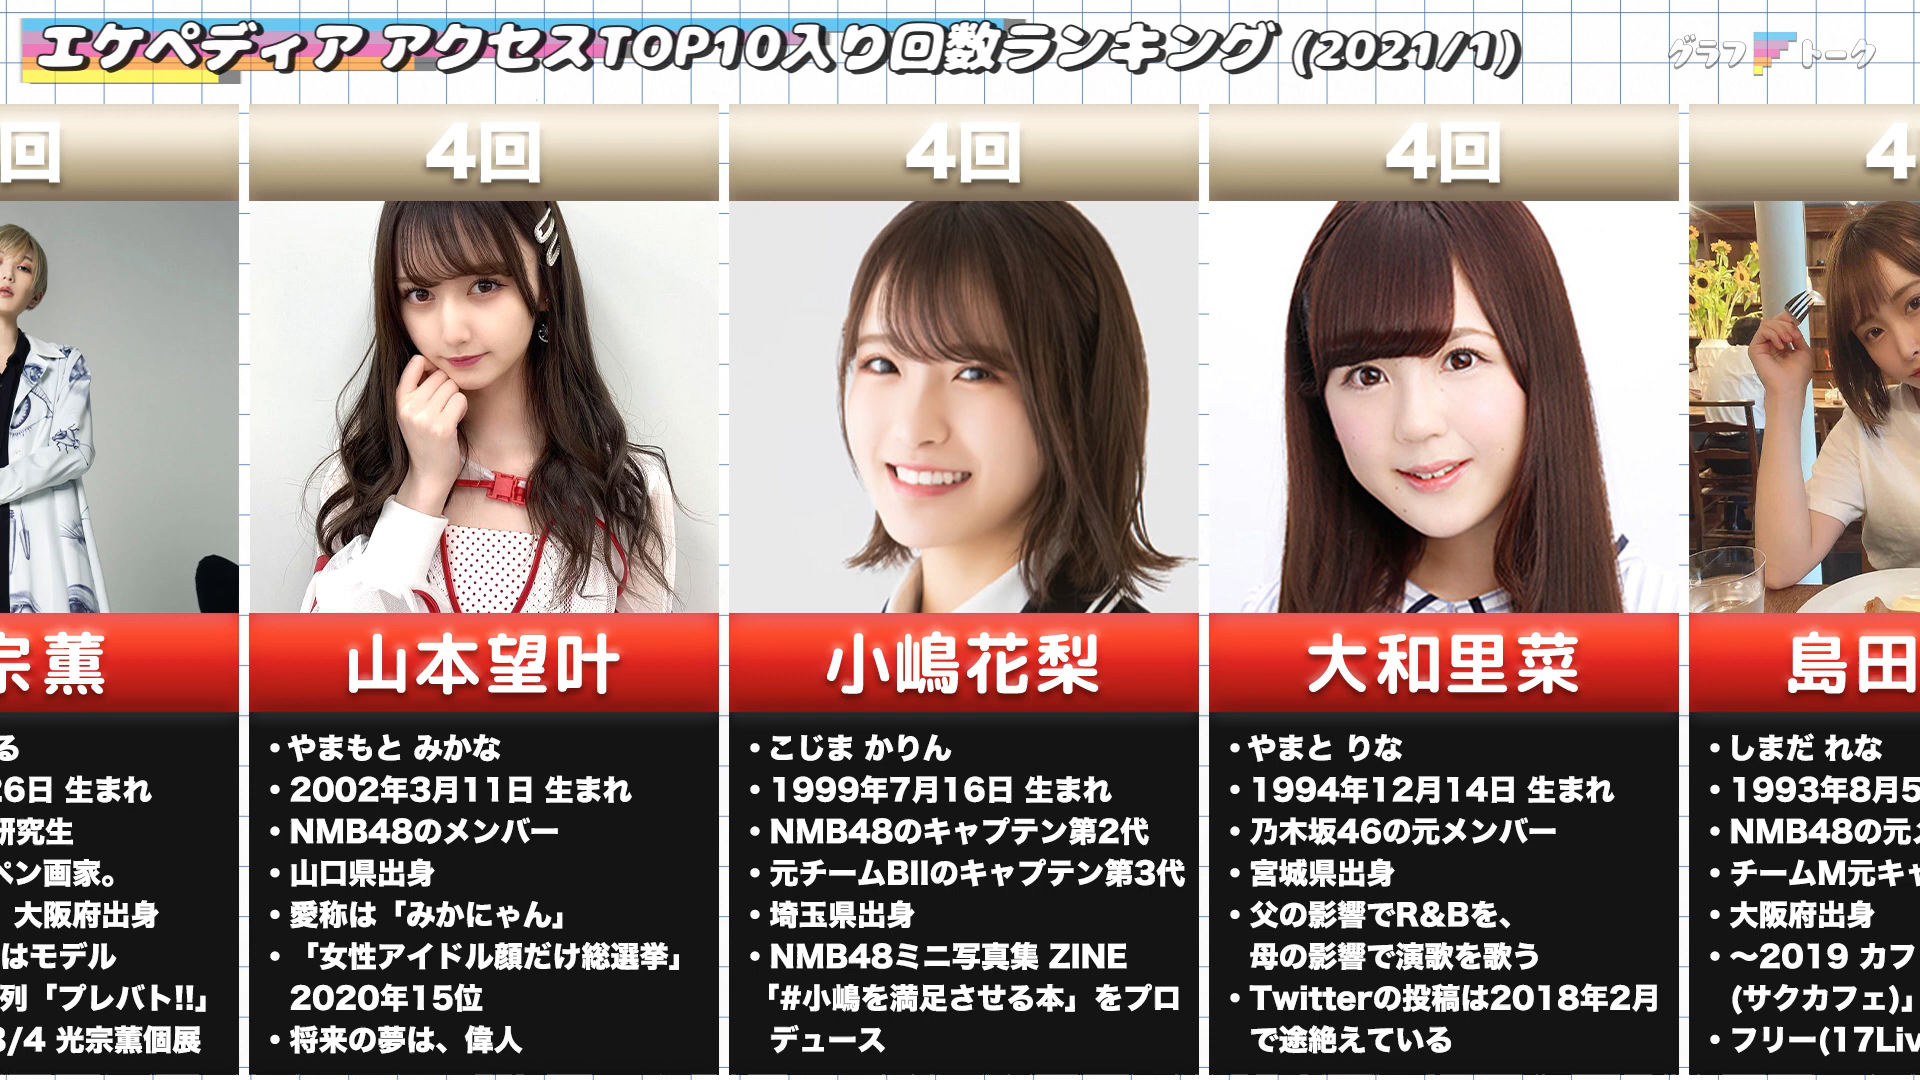 エケペディア アクセスTOP10入り回数ランキング (2021/1)
グラフトーク
回
宗薫
る
26日 生まれ
研究生
ペン画家。
大阪府出身
はモデル
列「プレバト!!」
3/4 光宗薫個展
4回
山本望叶
・やまもと みかな
・2002年3月11日 生まれ
・NMB48のメンバー
・山口県出身
・愛称は「みかにゃん」
・「女性アイドル顔だけ総選挙」
2020年15位
・将来の夢は、偉人
4回
小嶋花梨
・こじま かりん
・1999年7月16日 生まれ
・NMB48のキャプテン第2代
・元チームBIIのキャプテン第3代
・埼玉県出身
・NMB48ミニ写真集 ZINE
「#小嶋を満足させる本」をプロ
デュース
4回
大和里菜
・やまと りな
・1994年12月14日 生まれ
・乃木坂46の元メンバー
・宮城県出身
・父の影響でR&Bを、
母の影響で演歌を歌う
・Twitterの投稿は2018年2月
で途絶えている
4
島田
・しまだ れな
・1993年8月5
・NMB48の元
・チームM元キャ
・大阪府出身
・～2019 カフ
(サクカフェ)」
・フリー(17Liv